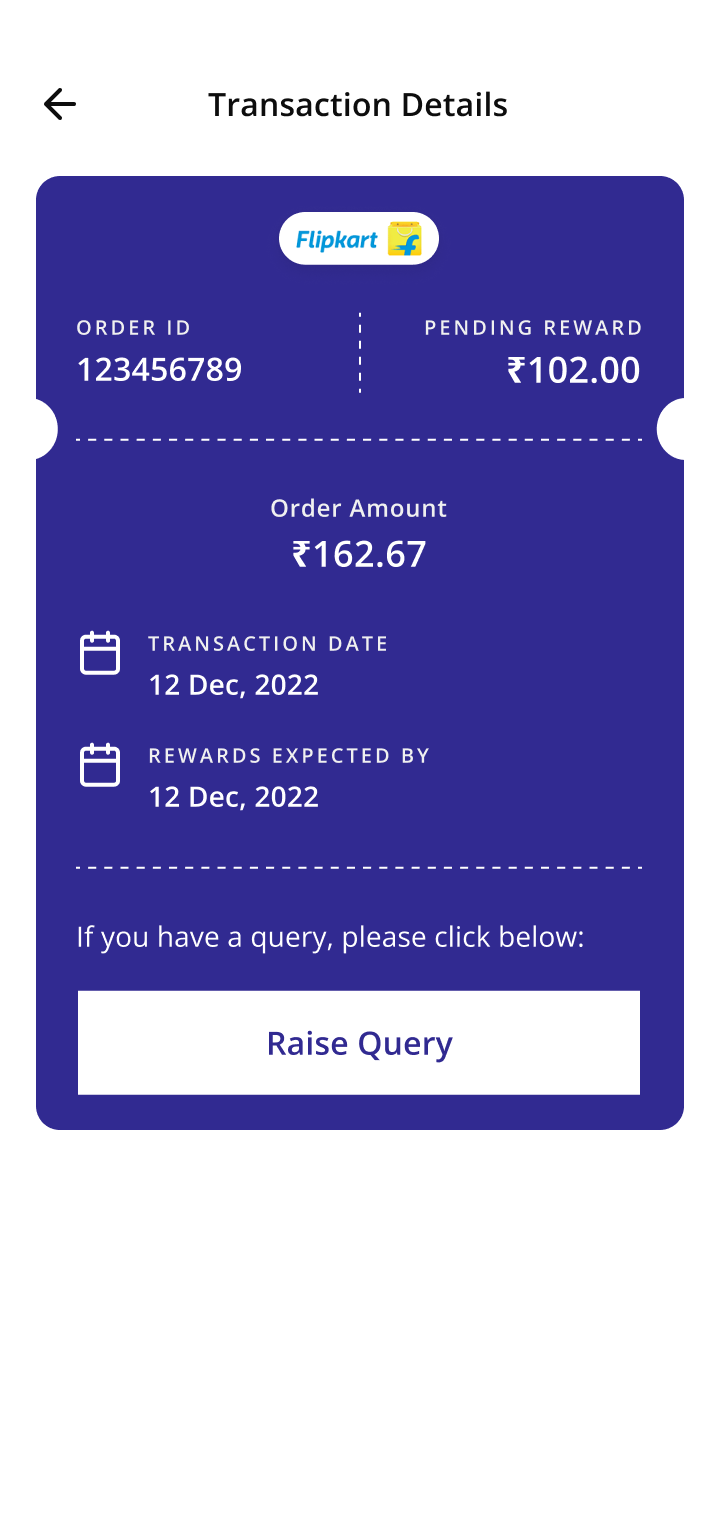 Transaction Details
Flipkart
ORDER ID
123456789
PENDING REWARD
₹102.00
Order Amount
₹162.67
TRANSACTION DATE
12 Dec, 2022
REWARDS EXPECTED BY
12 Dec, 2022
If you have a query, please click below:
Raise Query